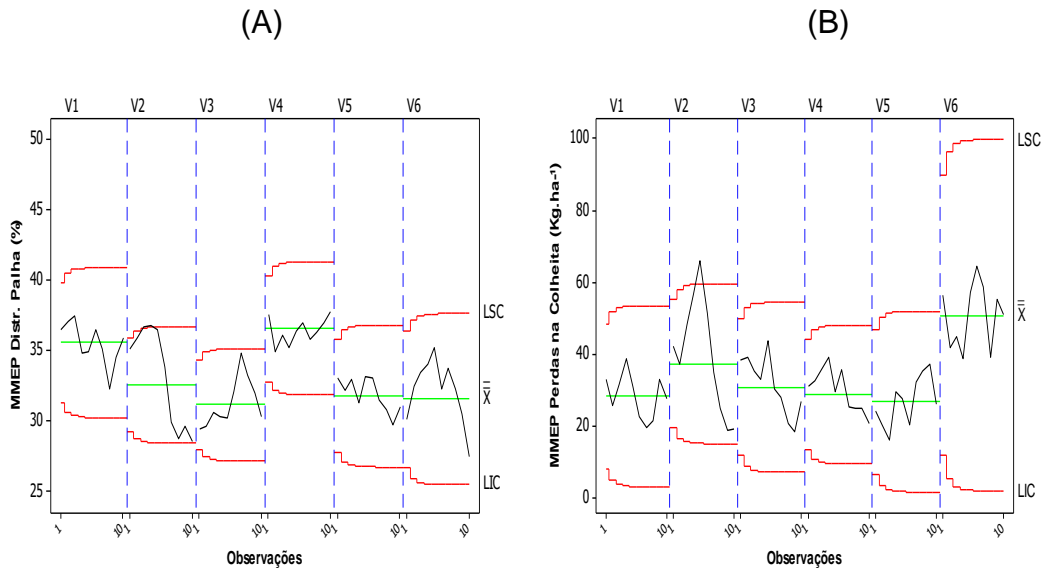 (A) (B)
V1 V2 V3 V4 V5 V6
V1 V2 V3 V4 V5 V6
MMEP Distr. Palha (%)
50
45
40
35
30
25
LSC
X
LIC
1 10 1 10 1 10 1 10 1 10 1 10
Observações
MMEP Perdas na Colheita (Kg.ha-¹)
100
80
60
40
20
0
LSC
X
LIC
1 10 1 10 1 10 1 10 1 10 1 10
Observações